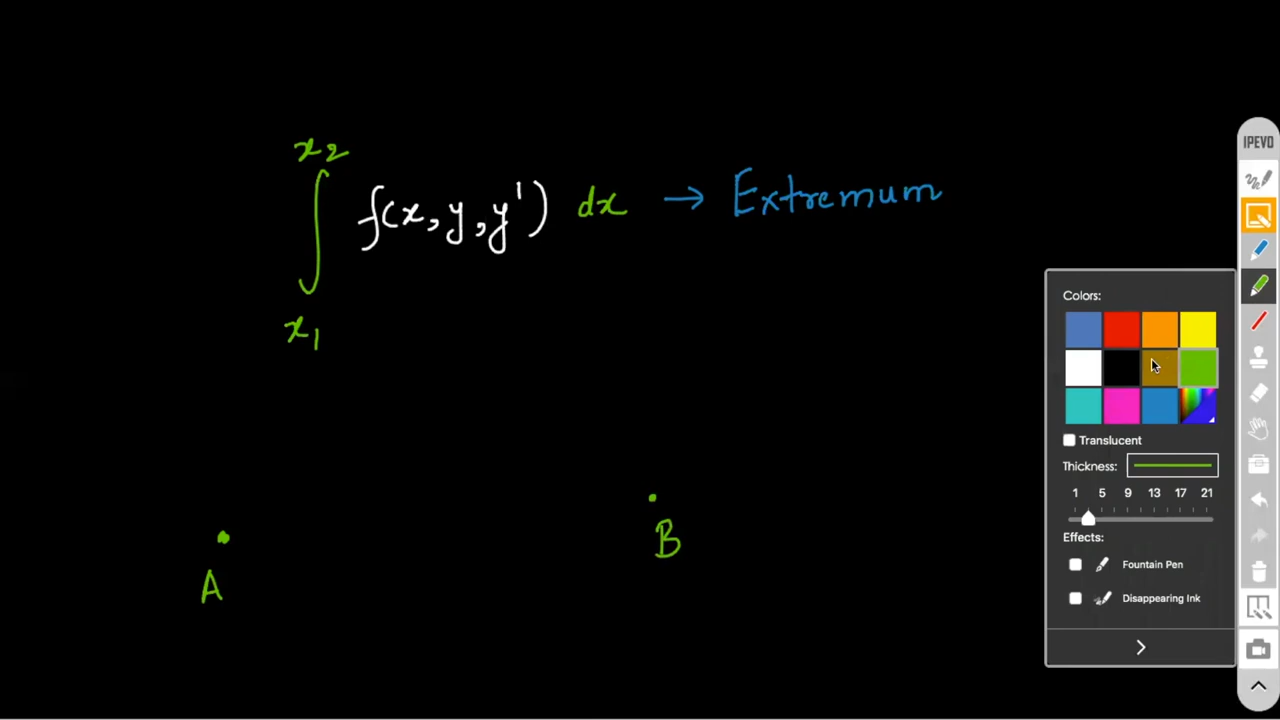 x2
∫ f(x, y, y') dx → Extremum
x1
A
B
IPEVO
Colors:
Translucent
Thickness:
1 5 9 13 17 21
Effects:
Fountain Pen
Disappearing Ink